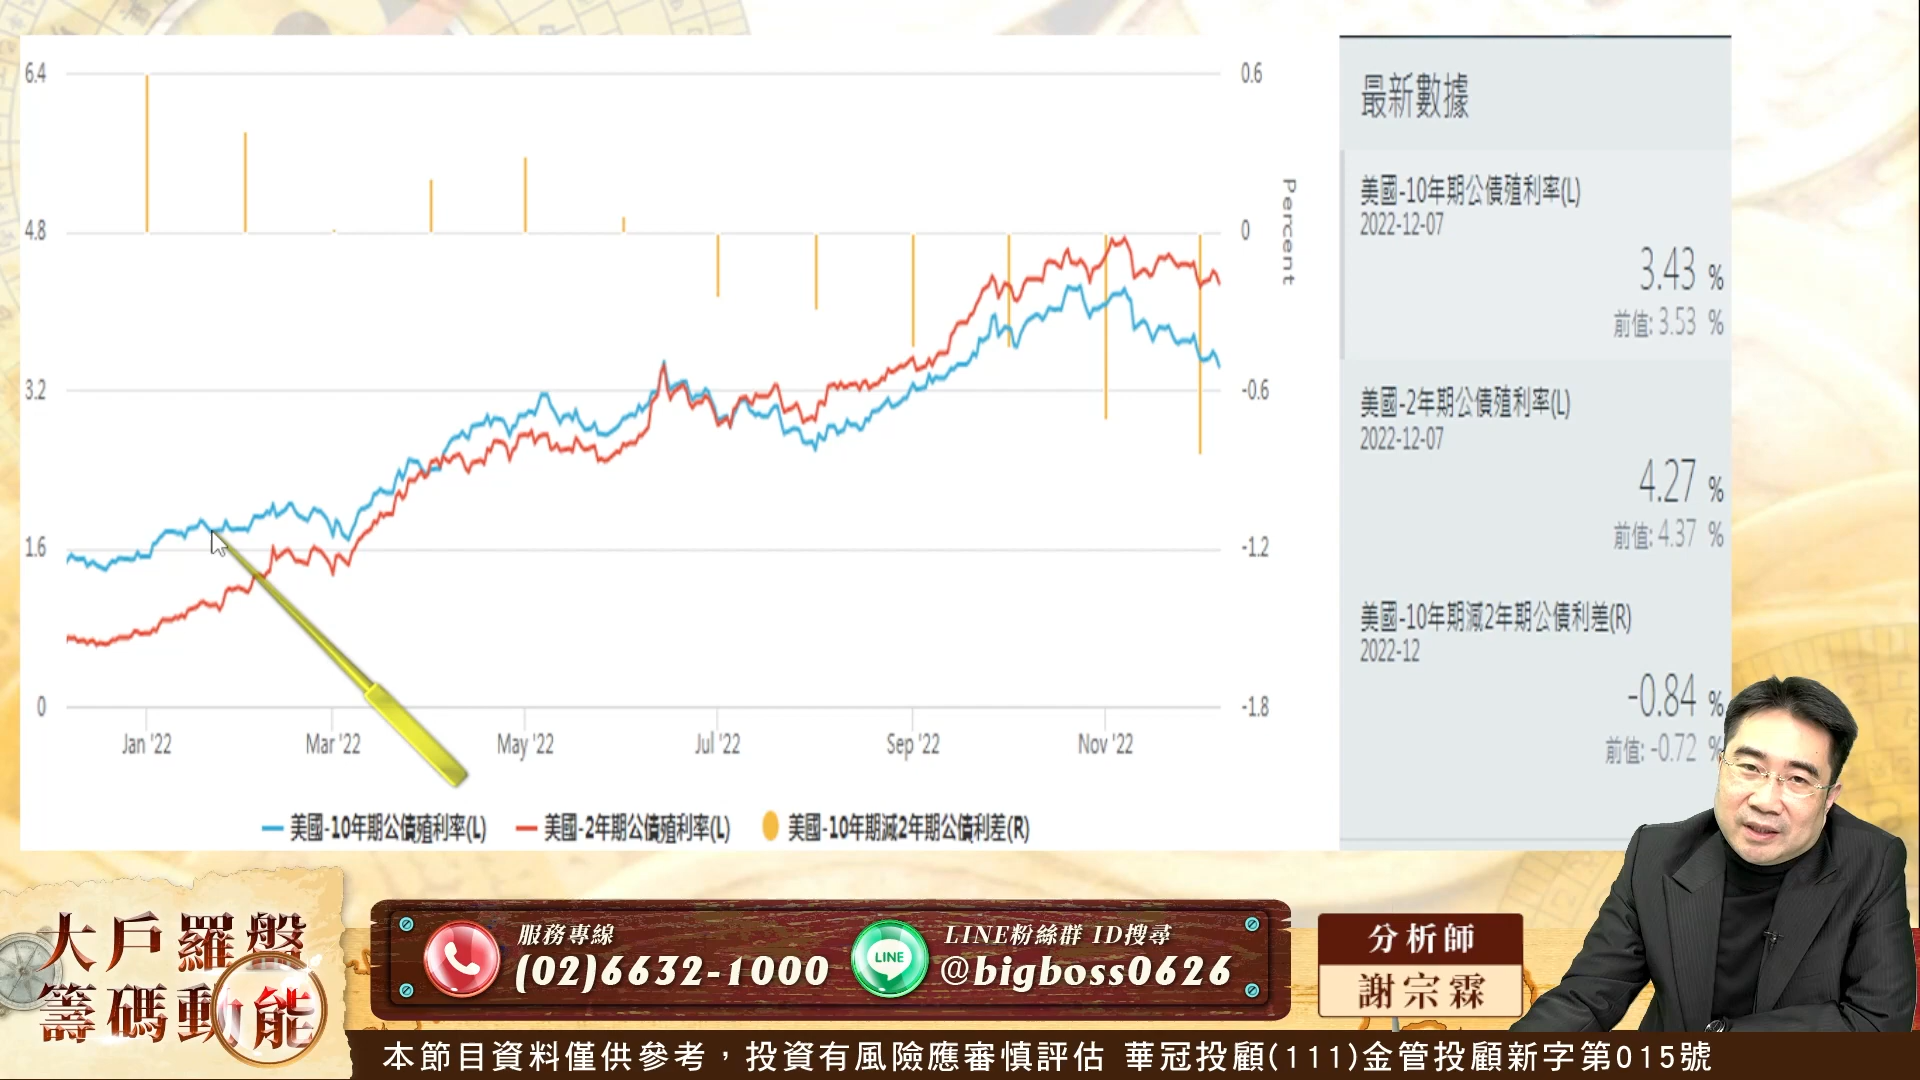 6.4
4.8
3.2
1.6
0
0.6
0
-0.6
-1.2
-1.8
Percent
Jan '22
Mar '22
May '22
Jul '22
Sep '22
Nov '22
美國-10年期公債殖利率(L)
美國-2年期公債殖利率(L)
美國-10年期減2年期公債利差(R)
最新數據
美國-10年期公債殖利率(L)
2022-12-07
3.43 %
前值: 3.53 %
美國-2年期公債殖利率(L)
2022-12-07
4.27 %
前值: 4.37 %
美國-10年期減2年期公債利差(R)
2022-12
-0.84 %
前值: -0.72 %
大戶羅盤
籌碼動能
服務專線
(02)6632-1000
LINE
LINE粉絲群 ID搜尋
@bigboss0626
分析師
謝宗霖
本節目資料僅供參考，投資有風險應審慎評估 華冠投顧(111)金管投顧新字第015號